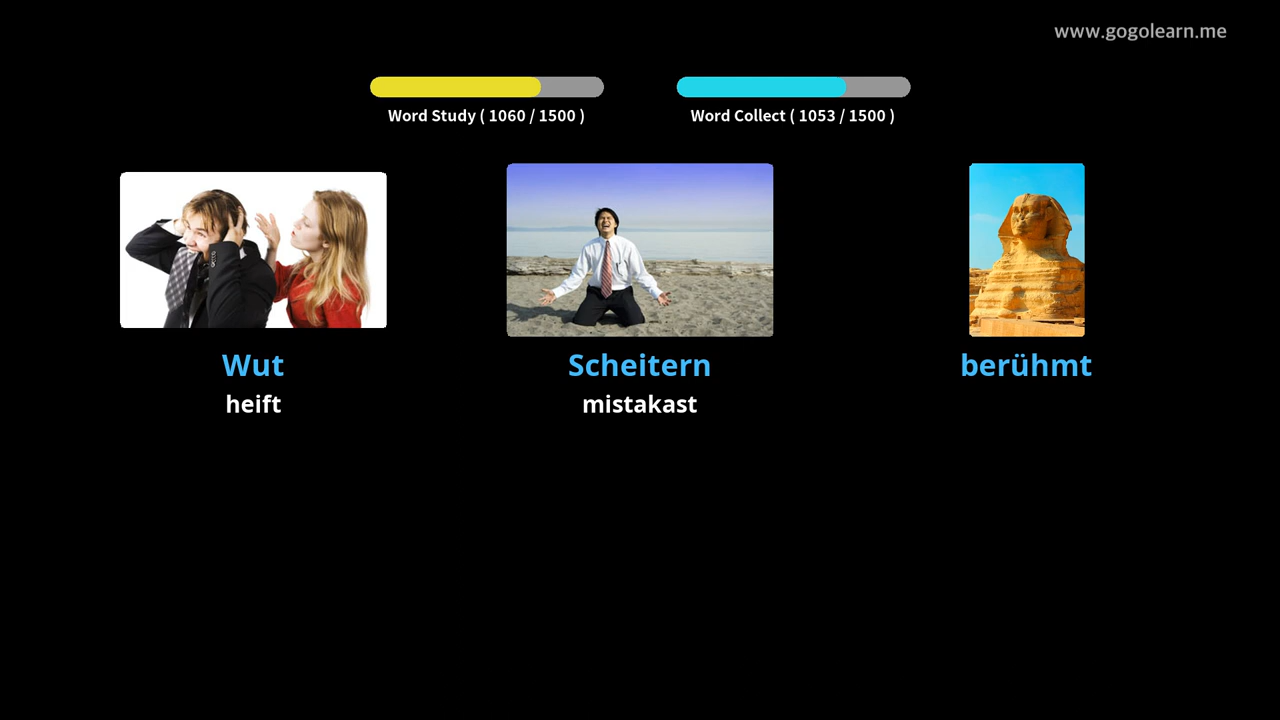 www.gogolearn.me
Word Study ( 1060 / 1500 )
Word Collect ( 1053 / 1500 )
Wut
heift
Scheitern
mistakast
berühmt